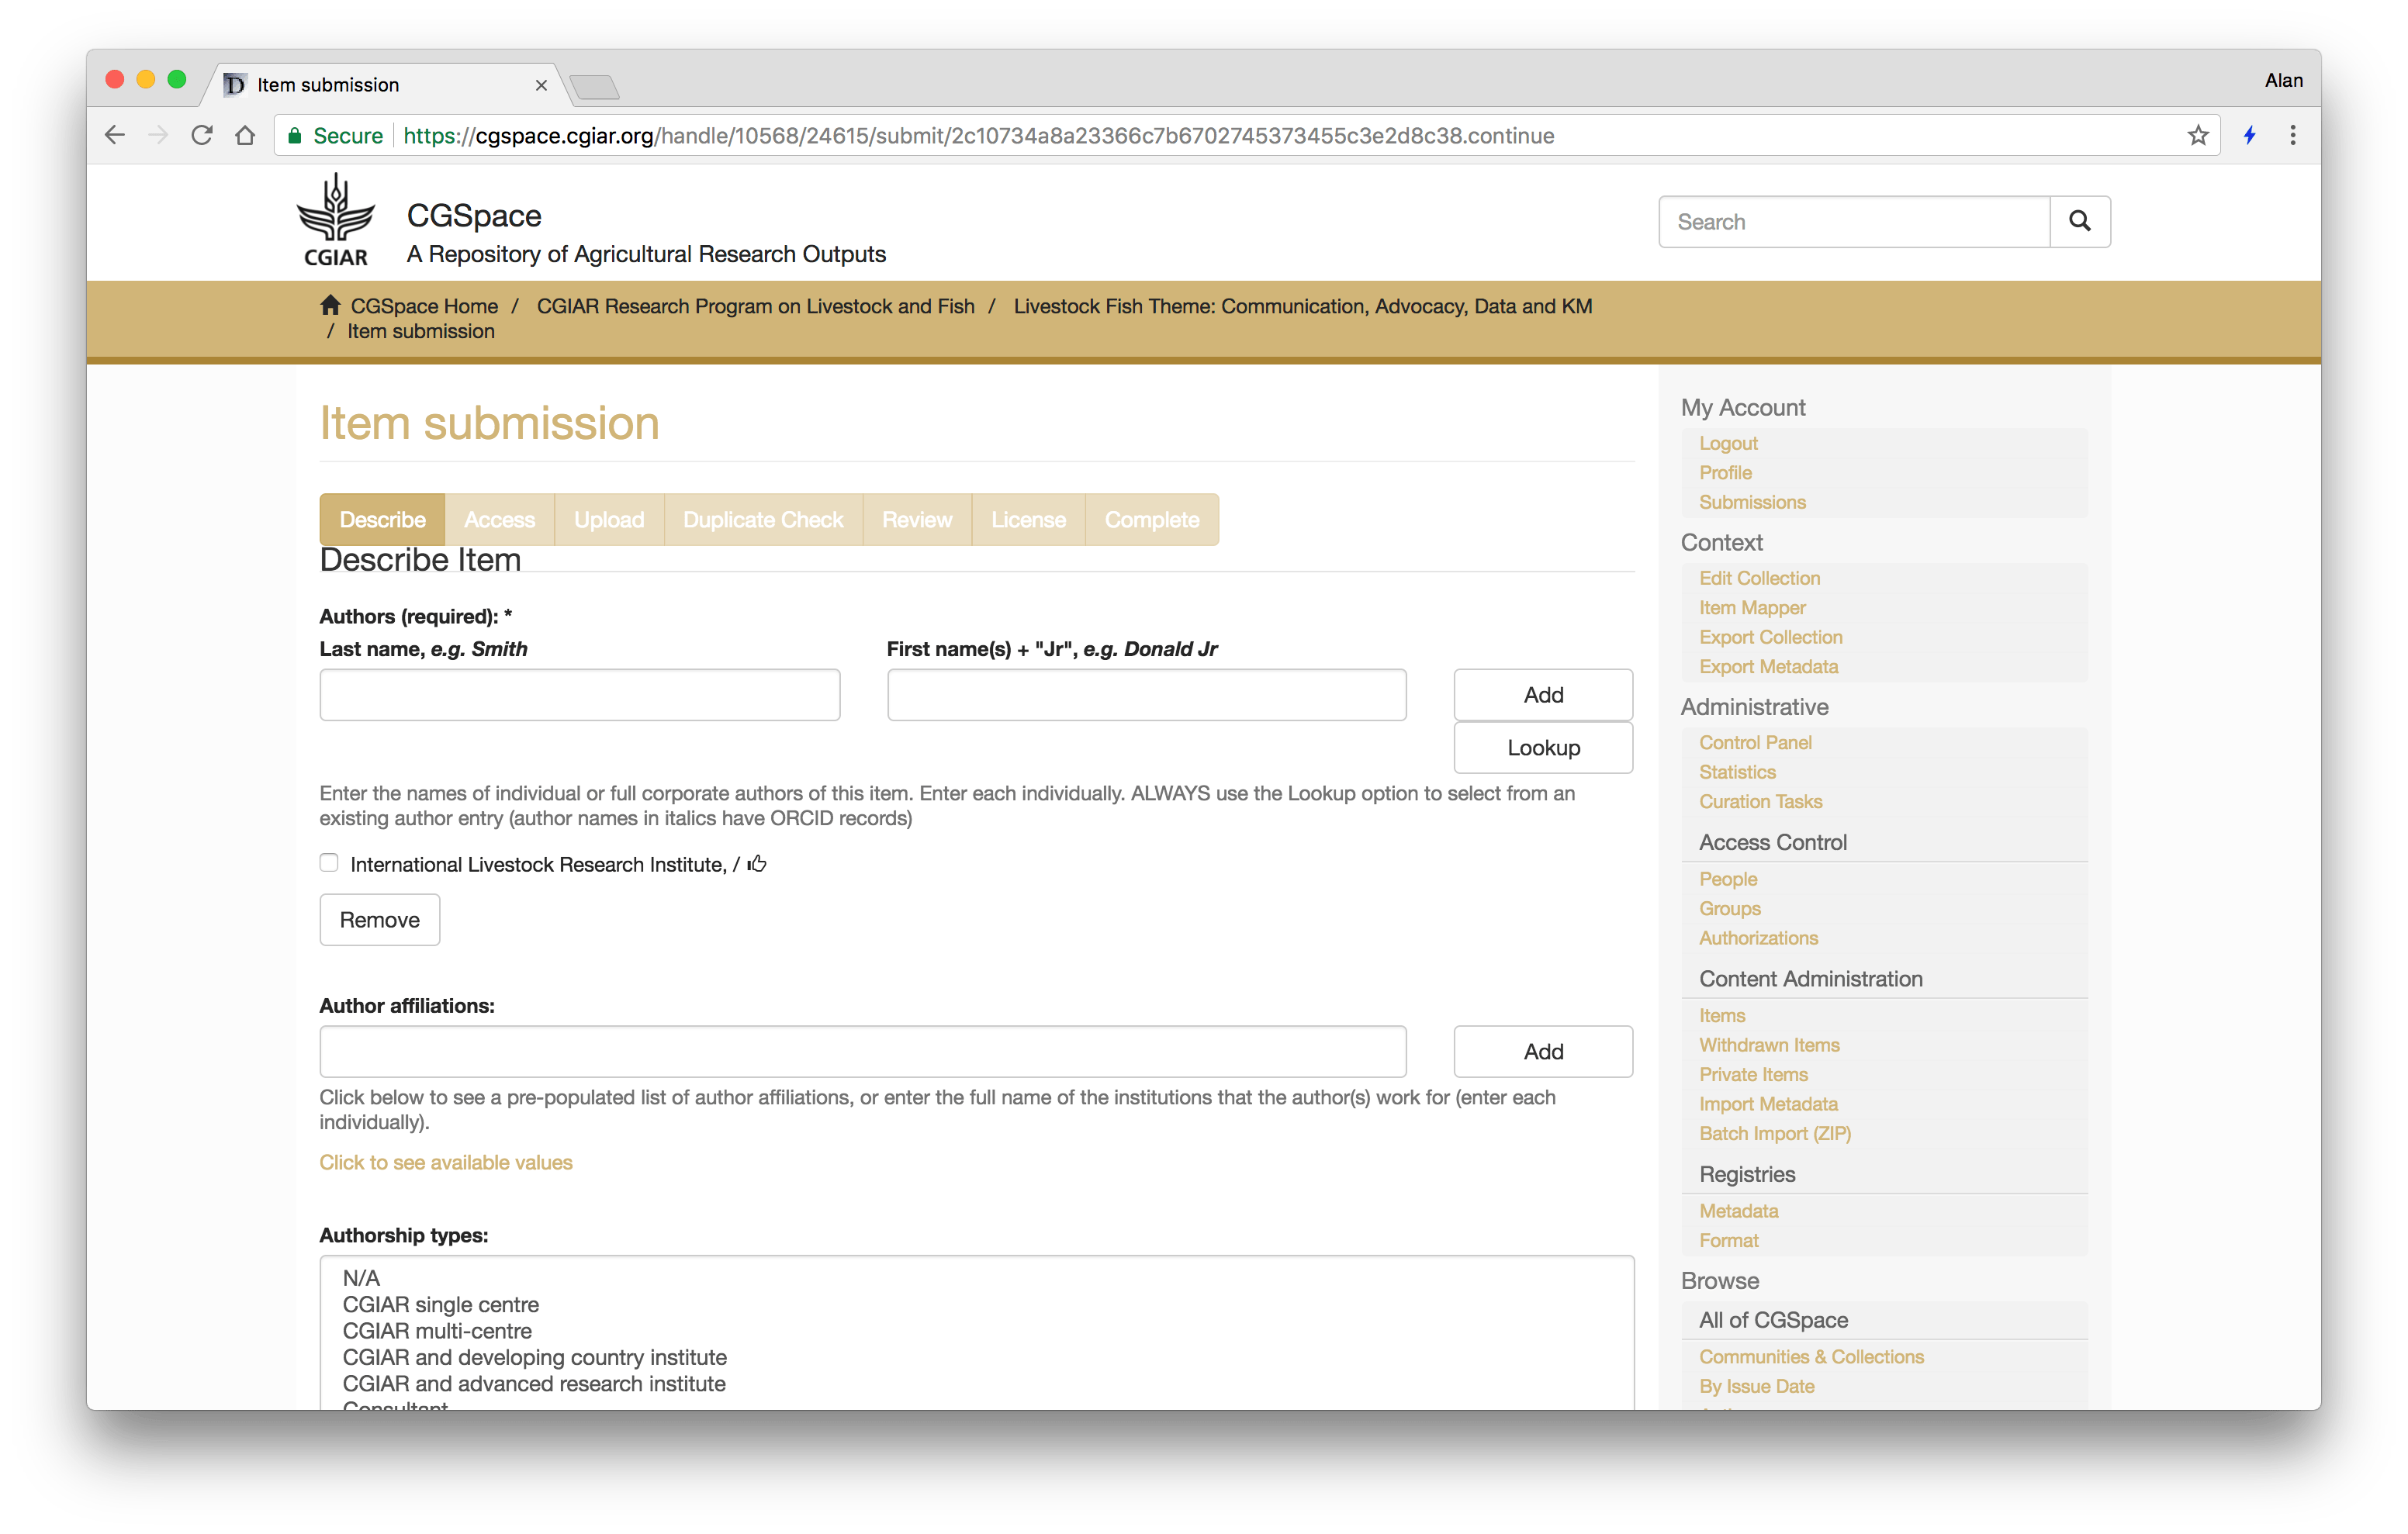 Item submission
Alan
Secure https://cgspace.cgiar.org/handle/10568/24615/submit/2c10734a8a23366c7b6702745373455c3e2d8c38.continue
CGIAR
CGSpace
A Repository of Agricultural Research Outputs
Search
CGSpace Home / CGIAR Research Program on Livestock and Fish / Livestock Fish Theme: Communication, Advocacy, Data and KM
/ Item submission
Item submission
Describe Access Upload Duplicate Check Review License Complete
Describe Item
Authors (required): *
Last name, e.g. Smith
First name(s) + "Jr", e.g. Donald Jr
Add
Lookup
Enter the names of individual or full corporate authors of this item. Enter each individually. ALWAYS use the Lookup option to select from an
existing author entry (author names in italics have ORCID records)
International Livestock Research Institute, /
Remove
Author affiliations:
Add
Click below to see a pre-populated list of author affiliations, or enter the full name of the institutions that the author(s) work for (enter each
individually).
Click to see available values
Authorship types:
N/A
CGIAR single centre
CGIAR multi-centre
CGIAR and developing country institute
CGIAR and advanced research institute
Consultant
My Account
Logout
Profile
Submissions
Context
Edit Collection
Item Mapper
Export Collection
Export Metadata
Administrative
Control Panel
Statistics
Curation Tasks
Access Control
People
Groups
Authorizations
Content Administration
Items
Withdrawn Items
Private Items
Import Metadata
Batch Import (ZIP)
Registries
Metadata
Format
Browse
All of CGSpace
Communities & Collections
By Issue Date